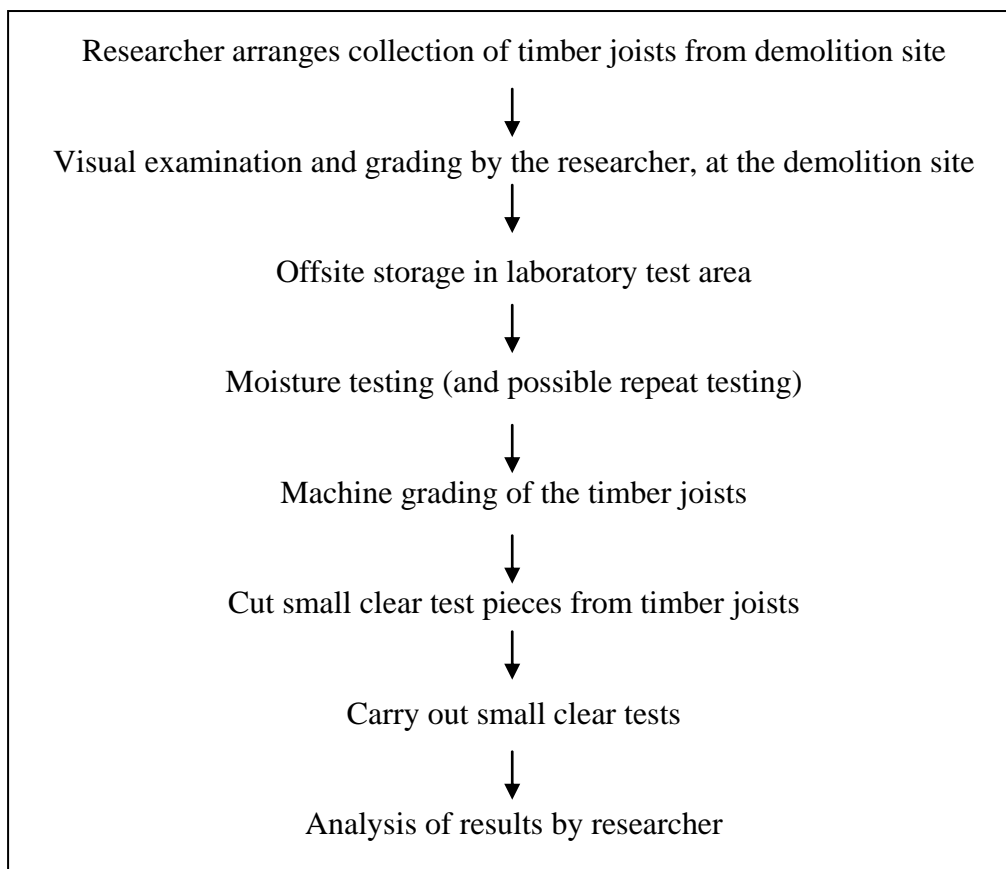 Researcher arranges collection of timber joists from demolition site
Visual examination and grading by the researcher, at the demolition site
Offsite storage in laboratory test area
Moisture testing (and possible repeat testing)
Machine grading of the timber joists
Cut small clear test pieces from timber joists
Carry out small clear tests
Analysis of results by researcher